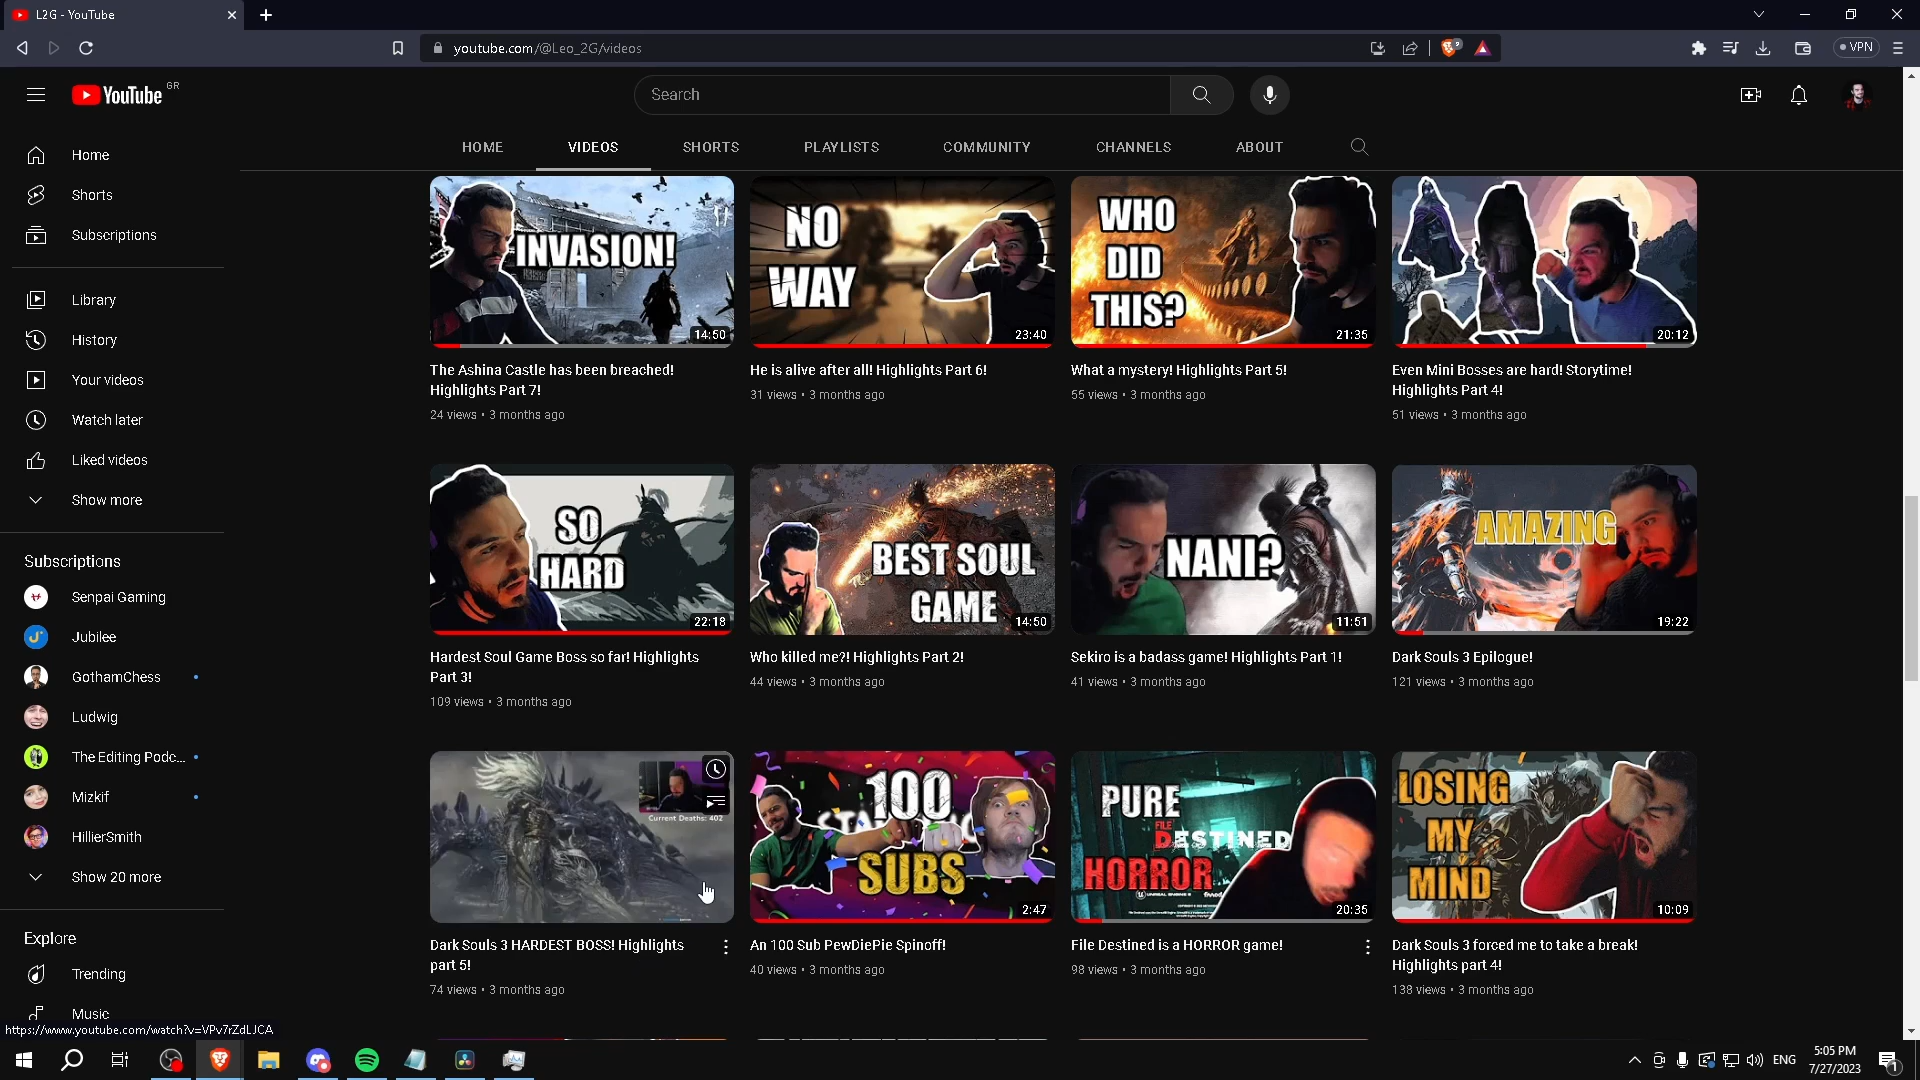 L2G - YouTube
youtube.com/@Leo_2G/videos
VPN
YouTube GR
Search
HOME
VIDEOS
SHORTS
PLAYLISTS
COMMUNITY
CHANNELS
ABOUT
Home
Shorts
Subscriptions
Library
History
Your videos
Watch later
Liked videos
Show more
Subscriptions
Senpai Gaming
Jubilee
GothamChess
Ludwig
The Editing Podc...
Mizkif
HillierSmith
Show 20 more
Explore
Trending
Music
https://www.youtube.com/watch?v=VPv7rZdLJCA
INVASION!
14:50
The Ashina Castle has been breached!
Highlights Part 7!
24 views • 3 months ago
NO
WAY
23:40
He is alive after all! Highlights Part 6!
31 views • 3 months ago
WHO
DID
THIS?
21:35
What a mystery! Highlights Part 5!
55 views • 3 months ago
20:12
Even Mini Bosses are hard! Storytime!
Highlights Part 4!
51 views • 3 months ago
SO
HARD
22:18
Hardest Soul Game Boss so far! Highlights
Part 3!
109 views • 3 months ago
BEST SOUL
GAME
14:50
Who killed me?! Highlights Part 2!
44 views • 3 months ago
NANI?
11:51
Sekiro is a badass game! Highlights Part 1!
41 views • 3 months ago
AMAZING
19:22
Dark Souls 3 Epilogue!
121 views • 3 months ago
Current Deaths: 402
Dark Souls 3 HARDEST BOSS! Highlights
part 5!
74 views • 3 months ago
100
SUBS
2:47
An 100 Sub PewDiePie Spinoff!
40 views • 3 months ago
PURE
FILE
DESTINED
HORROR
20:35
File Destined is a HORROR game!
98 views • 3 months ago
LOSING
MY
MIND
10:09
Dark Souls 3 forced me to take a break!
Highlights part 4!
138 views • 3 months ago
ENG
5:05 PM
7/27/2023
1